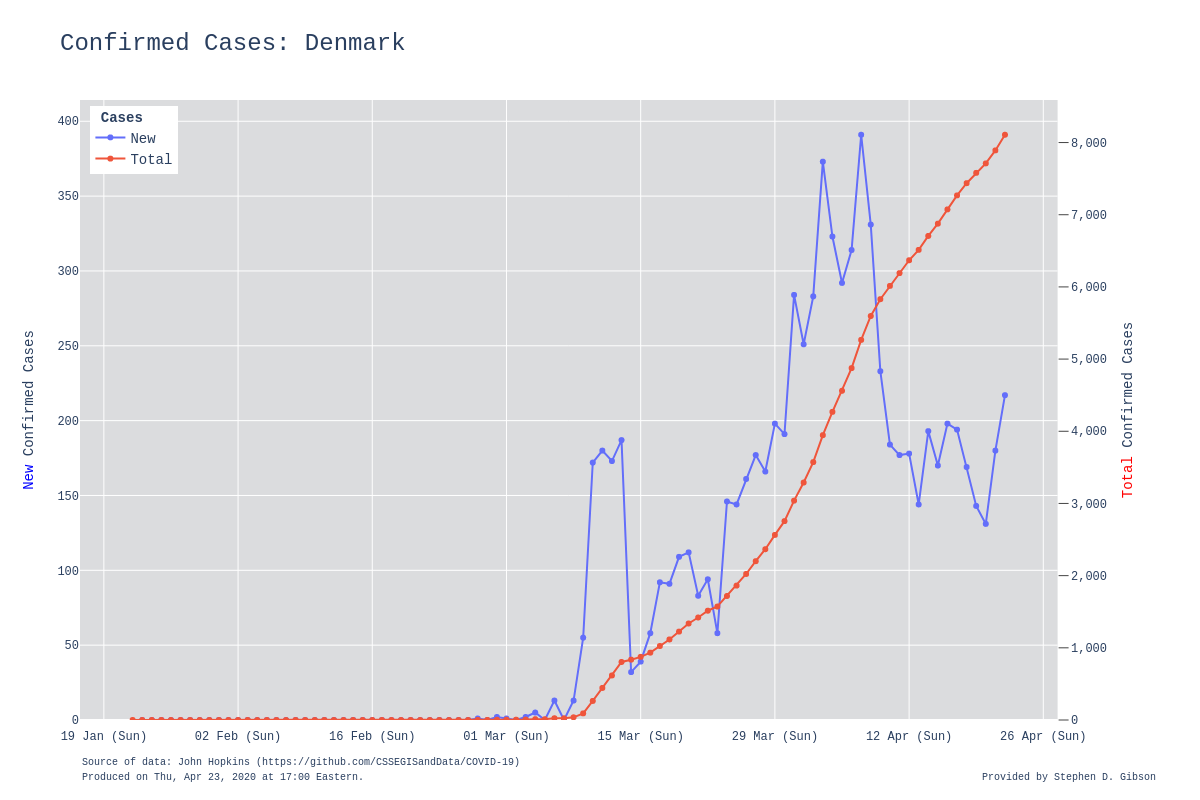 Confirmed Cases: Denmark
Cases
New
Total
400
350
300
250
200
150
100
50
0
New Confirmed Cases
8,000
7,000
6,000
5,000
4,000
3,000
2,000
1,000
0
Total Confirmed Cases
19 Jan (Sun)
02 Feb (Sun)
16 Feb (Sun)
01 Mar (Sun)
15 Mar (Sun)
29 Mar (Sun)
12 Apr (Sun)
26 Apr (Sun)
Source of data: John Hopkins (https://github.com/CSSEGISandData/COVID-19)
Produced on Thu, Apr 23, 2020 at 17:00 Eastern.
Provided by Stephen D. Gibson